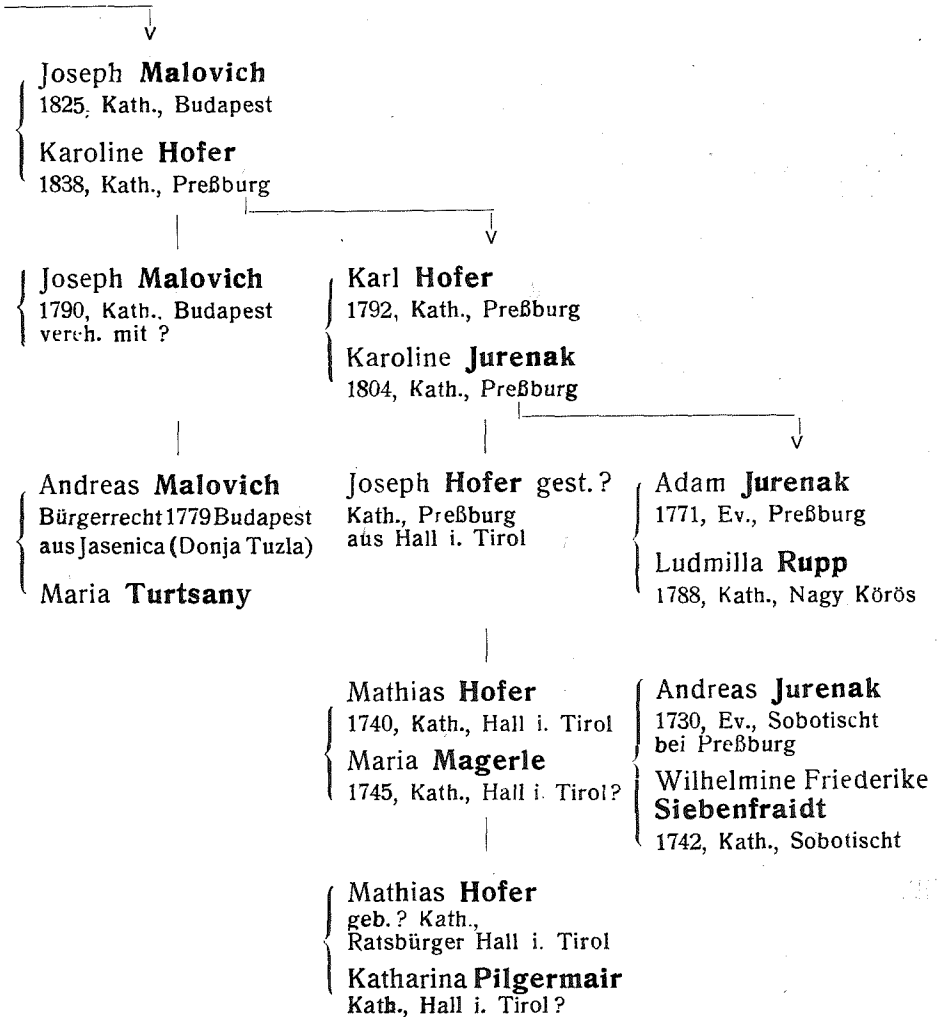 Joseph Malovich
1825, Kath., Budapest
Karoline Hofer
1838, Kath., Preßburg
Joseph Malovich
1790, Kath., Budapest
vereh. mit ?
Karl Hofer
1792, Kath., Preßburg
Karoline Jurenak
1804, Kath., Preßburg
Andreas Malovich
Bürgerrecht 1779 Budapest
aus Jasenica (Donja Tuzla)
Maria Turtsany
Joseph Hofer gest. ?
Kath., Preßburg
aus Hall i. Tirol
Adam Jurenak
1771, Ev., Preßburg
Ludmilla Rupp
1788, Kath., Nagy Körös
Mathias Hofer
1740, Kath., Hall i. Tirol
Maria Magerle
1745, Kath., Hall i. Tirol?
Andreas Jurenak
1730, Ev., Sobotischt
bei Preßburg
Wilhelmine Friederike
Siebenfraidt
1742, Kath., Sobotischt
Mathias Hofer
geb. ? Kath.,
Ratsbürger Hall i. Tirol
Katharina Pilgermair
Kath., Hall i. Tirol ?